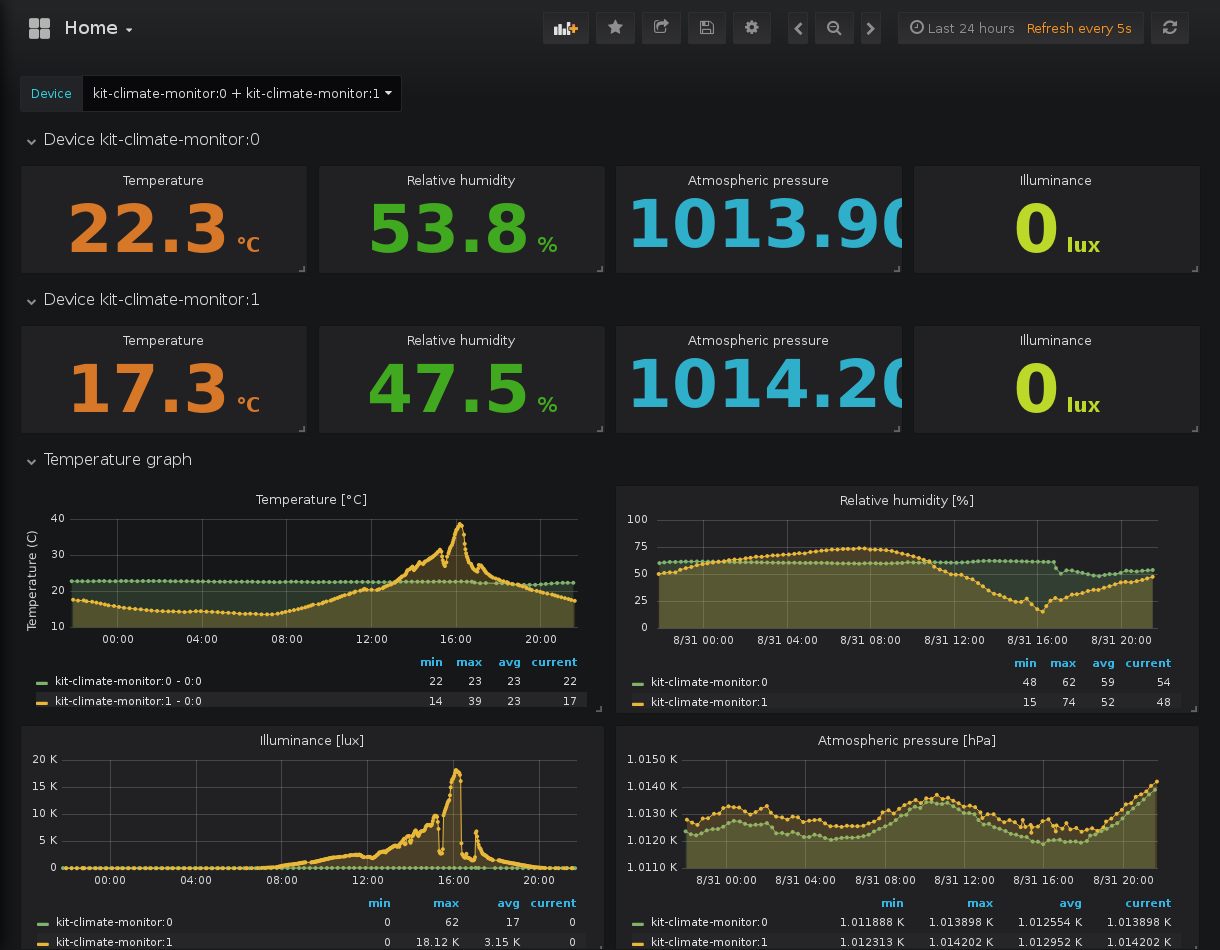 Home
Last 24 hours Refresh every 5s
Device kit-climate-monitor:0 + kit-climate-monitor:1
Device kit-climate-monitor:0
Temperature Relative humidity Atmospheric pressure Illuminance
22.3 °C 53.8 % 1013.90 0 lux
Device kit-climate-monitor:1
Temperature Relative humidity Atmospheric pressure Illuminance
17.3 °C 47.5 % 1014.20 0 lux
Temperature graph
Temperature [°C]
Temperature (C)
40
30
20
10
00:00 04:00 08:00 12:00 16:00 20:00
min max avg current
kit-climate-monitor:0 - 0:0 22 23 23 22
kit-climate-monitor:1 - 0:0 14 39 23 17
Relative humidity [%]
100
75
50
25
0
8/31 00:00 8/31 04:00 8/31 08:00 8/31 12:00 8/31 16:00 8/31 20:00
min max avg current
kit-climate-monitor:0 48 62 59 54
kit-climate-monitor:1 15 74 52 48
Illuminance [lux]
20 K
15 K
10 K
5 K
0
00:00 04:00 08:00 12:00 16:00 20:00
min max avg current
kit-climate-monitor:0 0 62 17 0
kit-climate-monitor:1 0 18.12 K 3.15 K 0
Atmospheric pressure [hPa]
1.0150 K
1.0140 K
1.0130 K
1.0120 K
1.0110 K
8/31 00:00 8/31 04:00 8/31 08:00 8/31 12:00 8/31 16:00 8/31 20:00
min max avg current
kit-climate-monitor:0 1.011888 K 1.013898 K 1.012554 K 1.013898 K
kit-climate-monitor:1 1.012313 K 1.014202 K 1.012952 K 1.014202 K